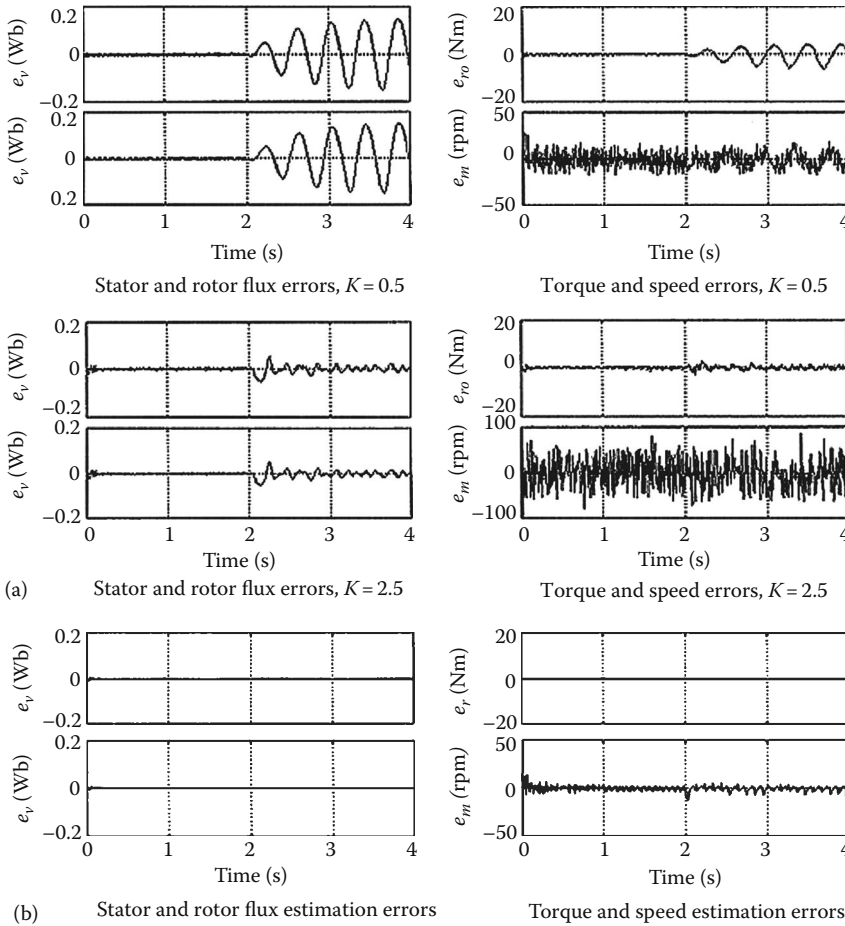 0.2
0
−0.2
e_ν (Wb)
0.2
0
0.2
e_ν (Wb)
0 1 2 3 4
Time (s)
Stator and rotor flux errors, K = 0.5
20
0
−20
e_ro (Nm)
50
0
−50
e_m (rpm)
0 1 2 3 4
Time (s)
Torque and speed errors, K = 0.5
0.2
0
−0.2
e_ν (Wb)
0.2
0
−0.2
e_ν (Wb)
0 1 2 3 4
Time (s)
(a) Stator and rotor flux errors, K = 2.5
20
0
−20
e_ro (Nm)
100
0
−100
e_m (rpm)
0 1 2 3 4
Time (s)
Torque and speed errors, K = 2.5
0.2
0
−0.2
e_ν (Wb)
0.2
0
−0.2
e_ν (Wb)
0 1 2 3 4
Time (s)
(b) Stator and rotor flux estimation errors
20
0
−20
e_r (Nm)
50
0
−50
e_m (rpm)
0 1 2 3 4
Time (s)
Torque and speed estimation errors